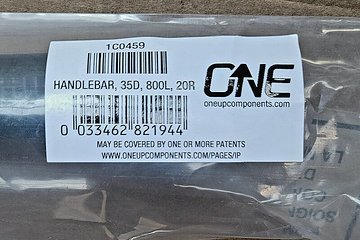 1C0459
HANDLEBAR, 35D, 800L, 20R
ONE
oneupcomponents.com
0 033462 821944
MAY BE COVERED BY ONE OR MORE PATENTS
WWW.ONEUPCOMPONENTS.COM/PAGES/IP